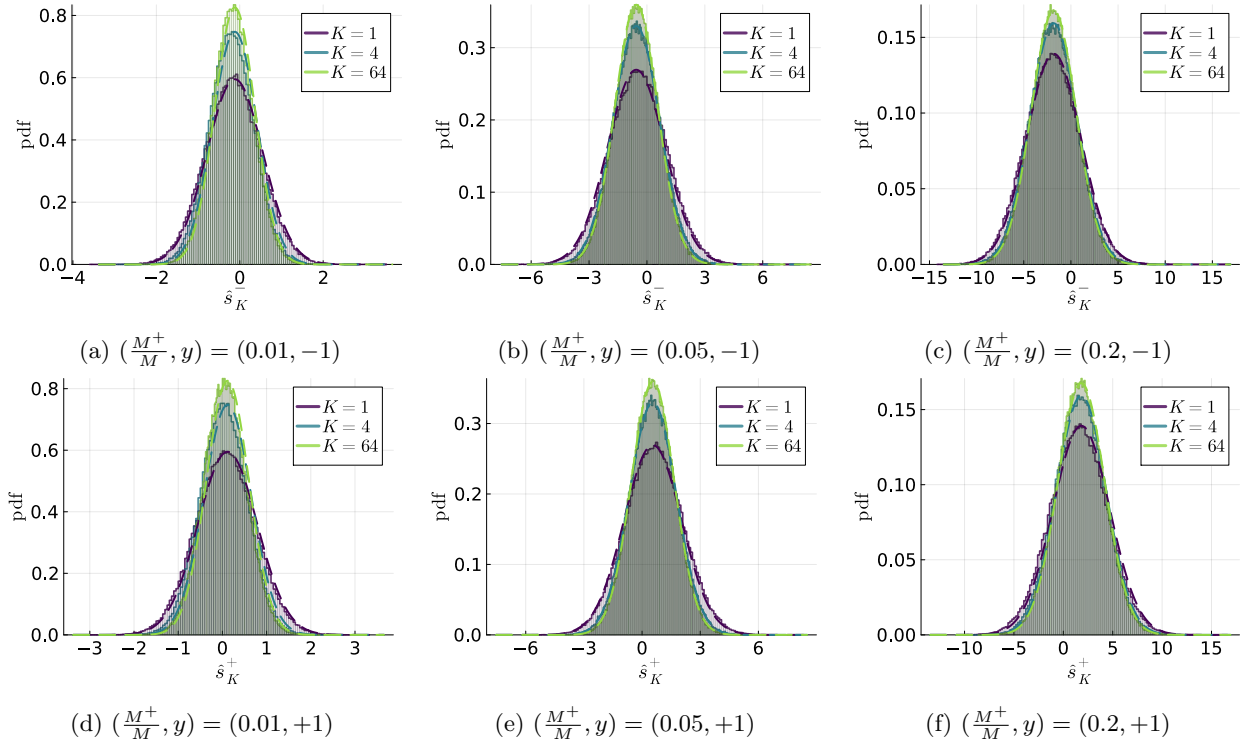 0.8
0.6
0.4
0.2
0.0
pdf
K = 1
K = 4
K = 64
−4 −2 0 2
ŝ_K^−
(a) (M^+/M, y) = (0.01, −1)
0.3
0.2
0.1
0.0
pdf
K = 1
K = 4
K = 64
−6 −3 0 3 6
ŝ_K^−
(b) (M^+/M, y) = (0.05, −1)
0.15
0.10
0.05
0.00
pdf
K = 1
K = 4
K = 64
−15 −10 −5 0 5 10 15
ŝ_K^−
(c) (M^+/M, y) = (0.2, −1)
0.8
0.6
0.4
0.2
0.0
pdf
K = 1
K = 4
K = 64
−3 −2 −1 0 1 2 3
ŝ_K^+
(d) (M^+/M, y) = (0.01, +1)
0.3
0.2
0.1
0.0
pdf
K = 1
K = 4
K = 64
−6 −3 0 3 6
ŝ_K^+
(e) (M^+/M, y) = (0.05, +1)
0.15
0.10
0.05
0.00
pdf
K = 1
K = 4
K = 64
−10 −5 0 5 10 15
ŝ_K^+
(f) (M^+/M, y) = (0.2, +1)